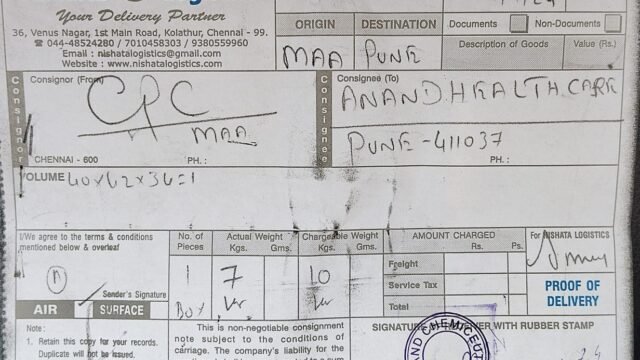 Your Delivery Partner
36, Venus Nagar, 1st Main Road, Kolathur, Chennai - 99.
☎ 044-48524280 / 7010458303 / 9380559960
Email : nishatalogistics@gmail.com
Website : www.nishatalogistics.com
ORIGIN DESTINATION Documents Non-Documents
MAA PUNE Description of Goods Value (Rs.)
Consignor (From) Consignee (To)
Consignor Consignee
CPC ANAND.HEALTH.CARE
MAA PUNE - 411037
CHENNAI - 600 PH. : PH. :
VOLUME 40x62x36=1
I/We agree to the terms & conditions mentioned below & overleaf
No. of Pieces Actual Weight Chargeable Weight AMOUNT CHARGED For NISHATA LOGISTICS
Kgs. Gms. Kgs. Gms. Rs. Ps.
1 7 10 Freight
Sender's Signature Service Tax PROOF OF DELIVERY
Box
AIR SURFACE Total
Note : This is non-negotiable consignment SIGNATURE WITH RUBBER STAMP
1. Retain this copy for records. note subject to the conditions of
Duplicate will not be issued. carriage. The company's liability for the